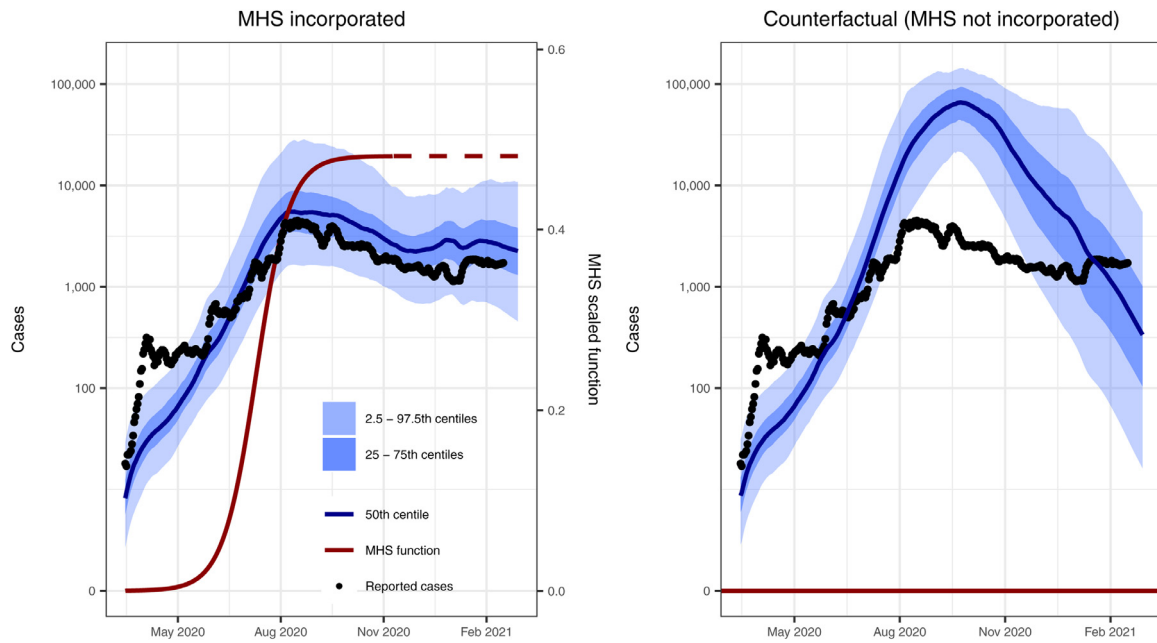 MHS incorporated
Counterfactual (MHS not incorporated)
Cases
100,000
10,000
1,000
100
0
0.6
0.4
0.2
0.0
MHS scaled function
2.5 – 97.5th centiles
25 – 75th centiles
50th centile
MHS function
Reported cases
May 2020
Aug 2020
Nov 2020
Feb 2021
Cases
100,000
10,000
1,000
100
0
May 2020
Aug 2020
Nov 2020
Feb 2021